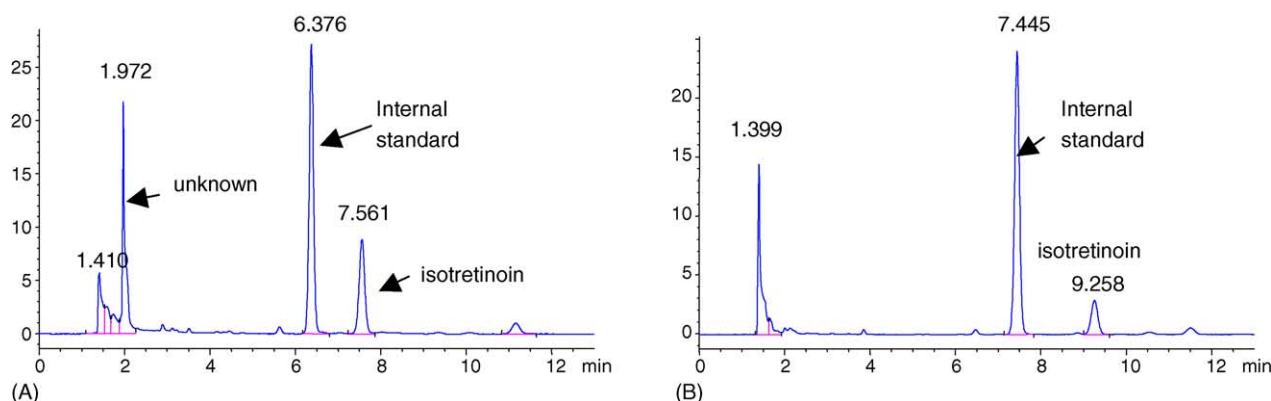 6.376
1.972
Internal
standard
unknown
7.561
1.410
isotretinoin
25
20
15
10
5
0
0
2
4
6
8
10
12
min
(A)
7.445
1.399
Internal
standard
isotretinoin
9.258
20
15
10
5
0
0
2
4
6
8
10
12
min
(B)